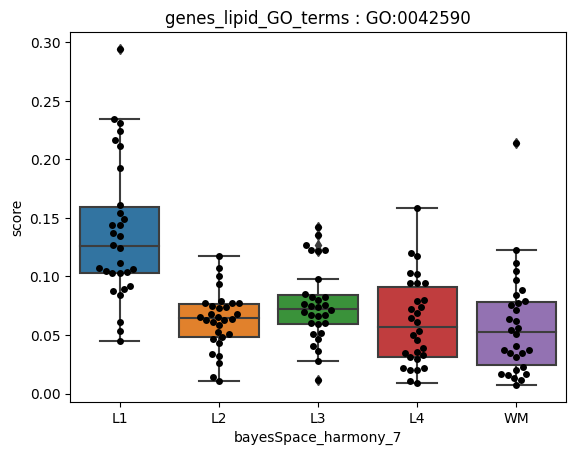 genes_lipid_GO_terms : GO:0042590
0.30
0.25
0.20
0.15
0.10
0.05
0.00
score
L1 L2 L3 L4 WM
bayesSpace_harmony_7